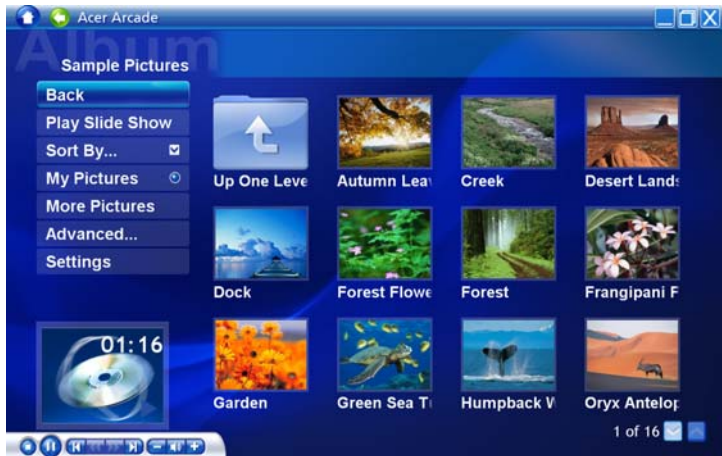 Acer Arcade
Album
Sample Pictures
Back
Play Slide Show
Sort By...
My Pictures
More Pictures
Advanced...
Settings
Up One Leve
Autumn Lea
Creek
Desert Lands
Dock
Forest Flowe
Forest
Frangipani F
Garden
Green Sea T
Humpback W
Oryx Antelop
01:16
1 of 16